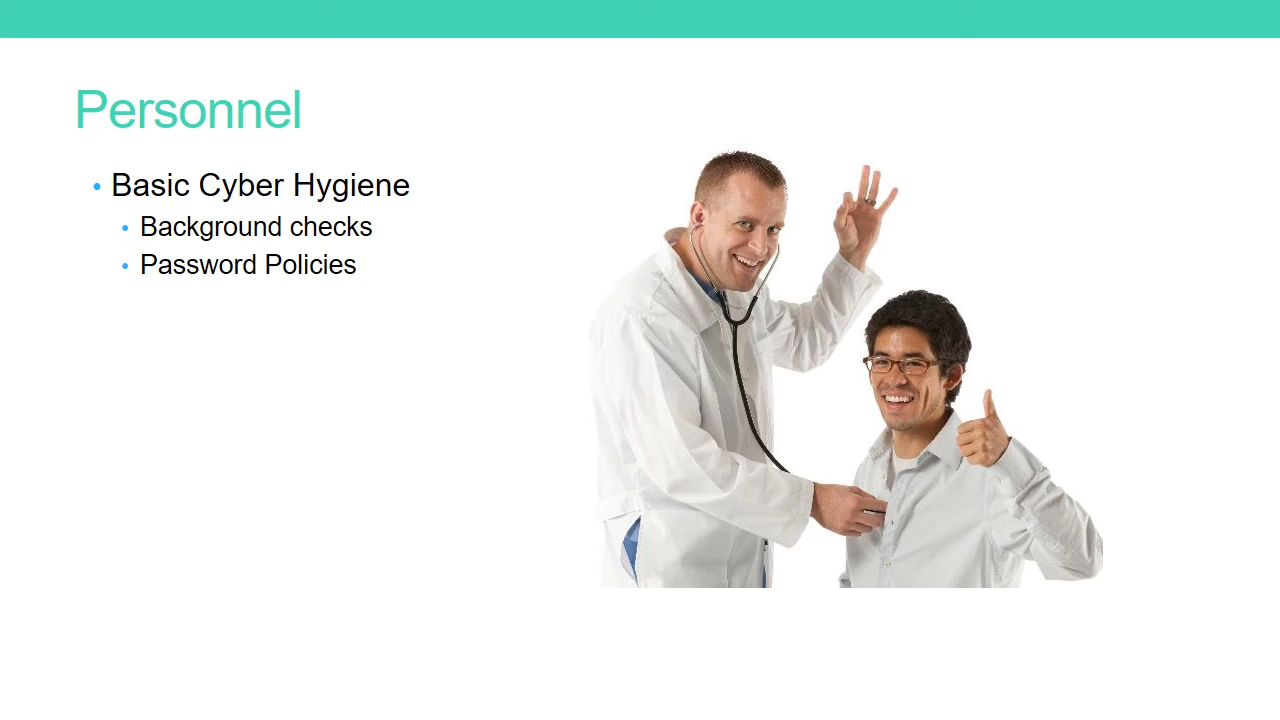 Personnel
Basic Cyber Hygiene
Background checks
Password Policies